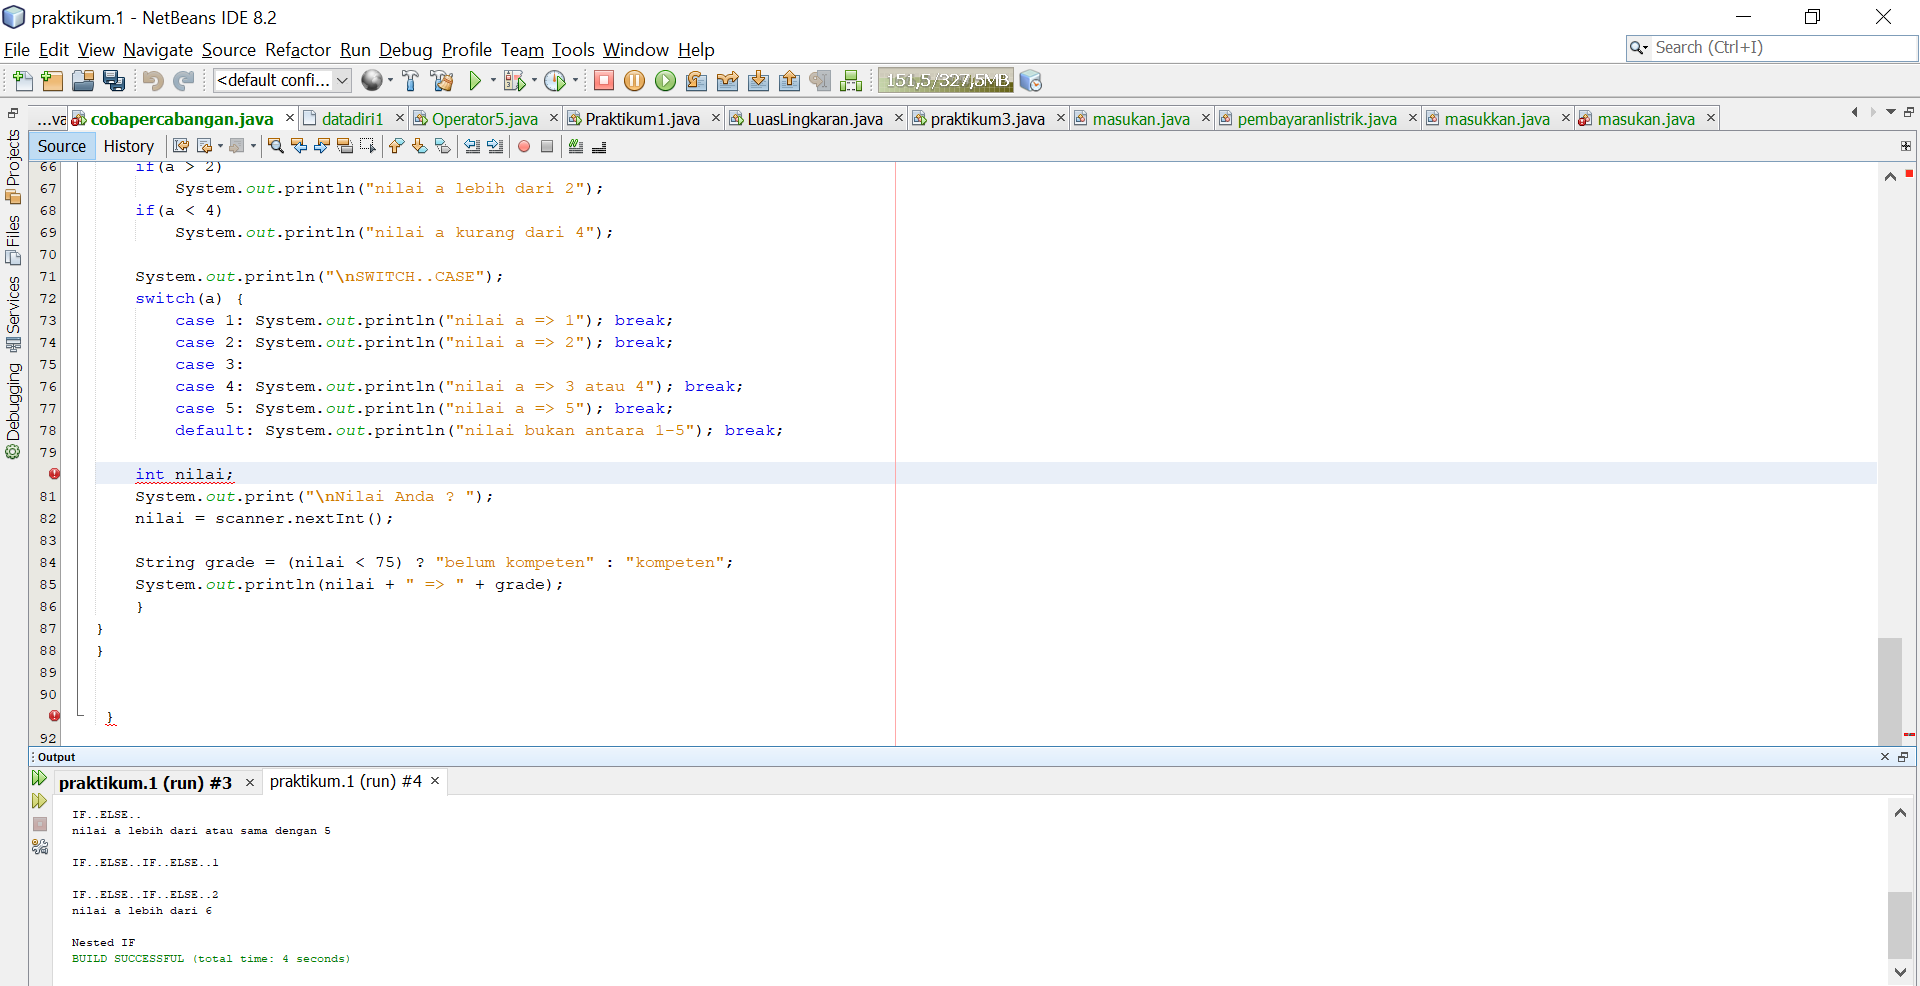 praktikum.1 - NetBeans IDE 8.2
File Edit View Navigate Source Refactor Run Debug Profile Team Tools Window Help
Search (Ctrl+I)
<default confi...
151,5/327,5MB
...va
cobapercabangan.java
datadiri1
Operator5.java
Praktikum1.java
LuasLingkaran.java
praktikum3.java
masukan.java
pembayaranlistrik.java
masukkan.java
masukan.java
Source History
Projects
Files
Services
Debugging
66 if(a > 2)
67 System.out.println("nilai a lebih dari 2");
68 if(a < 4)
69 System.out.println("nilai a kurang dari 4");
70
71 System.out.println("\nSWITCH..CASE");
72 switch(a) {
73 case 1: System.out.println("nilai a => 1"); break;
74 case 2: System.out.println("nilai a => 2"); break;
75 case 3:
76 case 4: System.out.println("nilai a => 3 atau 4"); break;
77 case 5: System.out.println("nilai a => 5"); break;
78 default: System.out.println("nilai bukan antara 1-5"); break;
79
int nilai;
81 System.out.print("\nNilai Anda ? ");
82 nilai = scanner.nextInt();
83
84 String grade = (nilai < 75) ? "belum kompeten" : "kompeten";
85 System.out.println(nilai + " => " + grade);
86 }
87 }
88 }
89
90
}
92
Output
praktikum.1 (run) #3
praktikum.1 (run) #4
IF..ELSE..
nilai a lebih dari atau sama dengan 5
IF..ELSE..IF..ELSE..1
IF..ELSE..IF..ELSE..2
nilai a lebih dari 6
Nested IF
BUILD SUCCESSFUL (total time: 4 seconds)